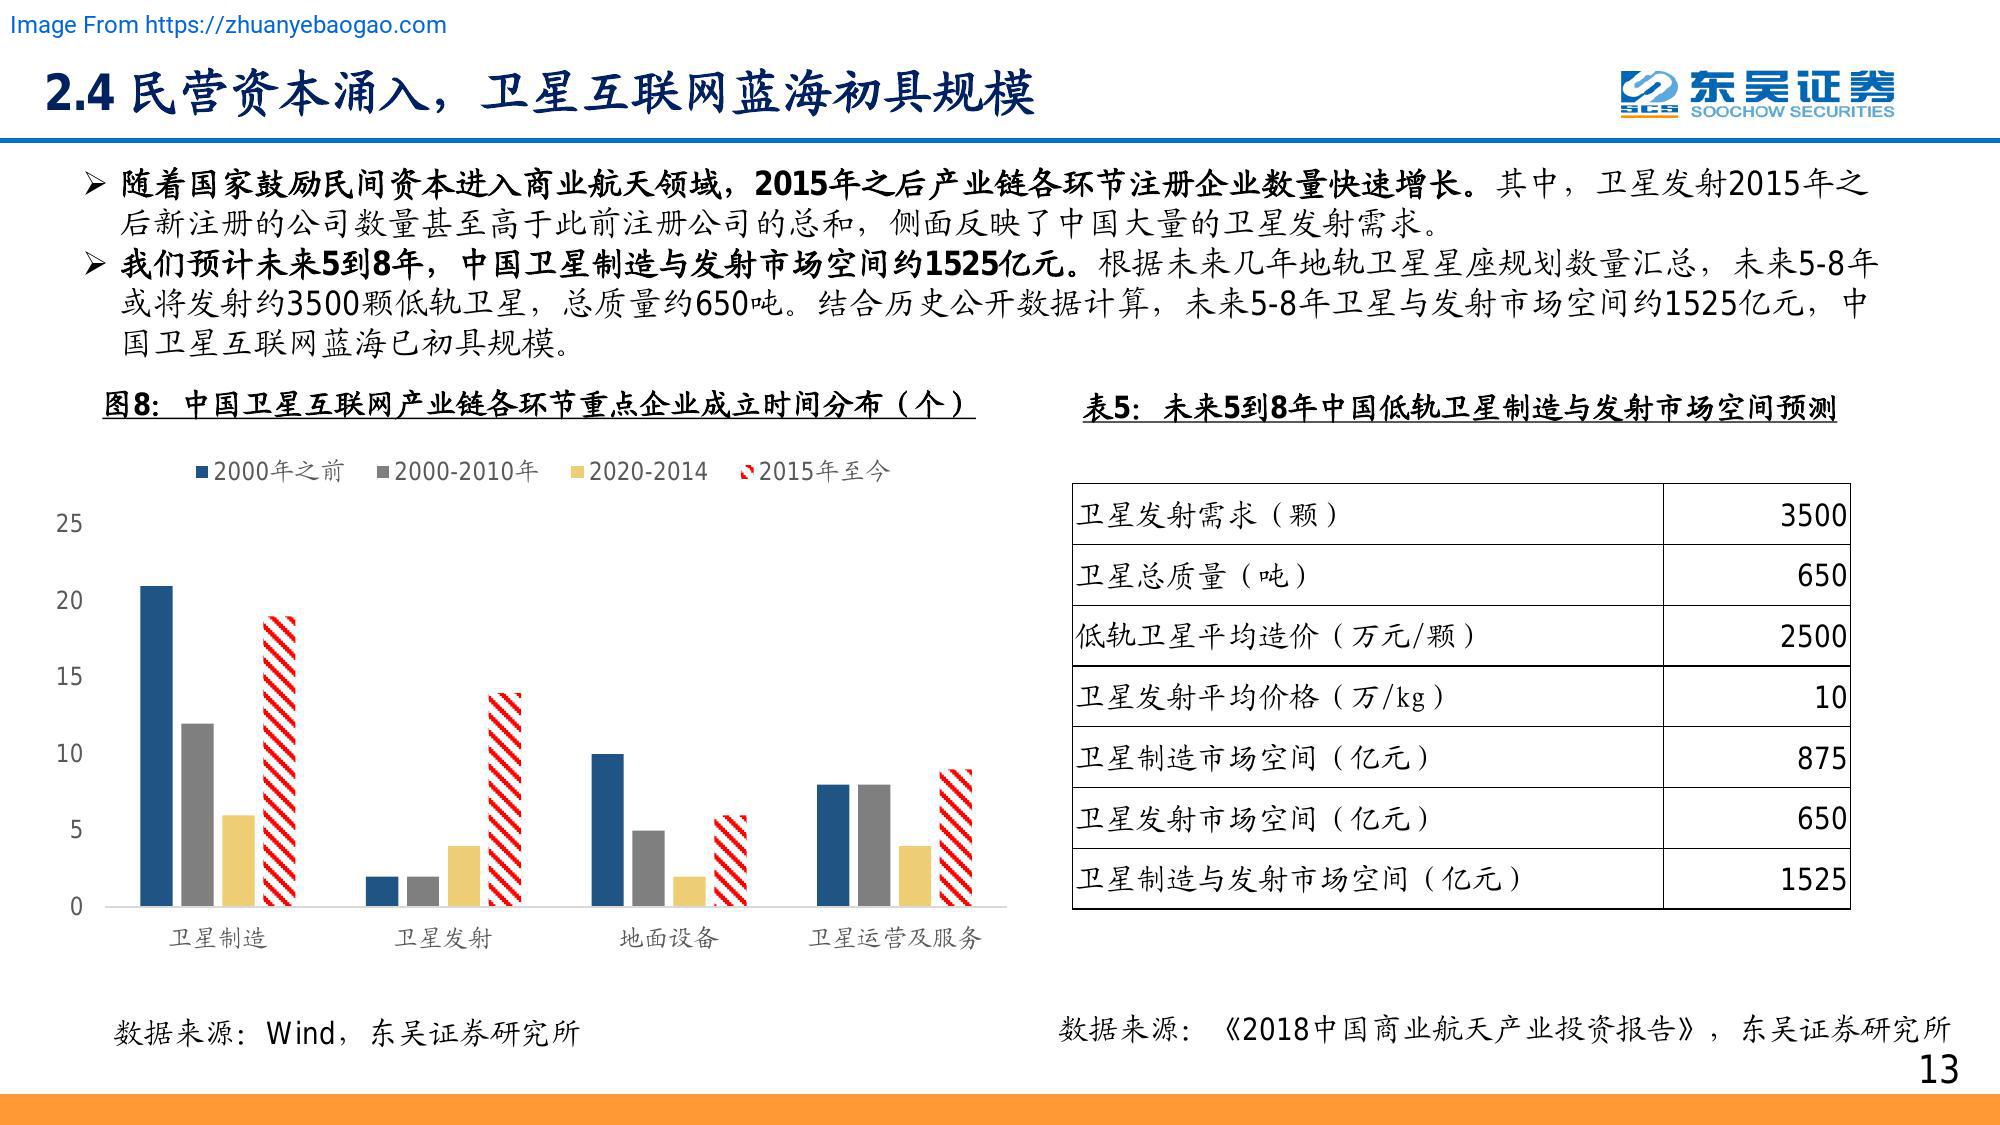 Image From https://zhuanyebaogao.com
2.4 民营资本涌入，卫星互联网蓝海初具规模
SCS
东吴证券
SOOCHOW SECURITIES
➢ 随着国家鼓励民间资本进入商业航天领域，2015年之后产业链各环节注册企业数量快速增长。其中，卫星发射2015年之
后新注册的公司数量甚至高于此前注册公司的总和，侧面反映了中国大量的卫星发射需求。
➢ 我们预计未来5到8年，中国卫星制造与发射市场空间约1525亿元。根据未来几年地轨卫星星座规划数量汇总，未来5-8年
或将发射约3500颗低轨卫星，总质量约650吨。结合历史公开数据计算，未来5-8年卫星与发射市场空间约1525亿元，中
国卫星互联网蓝海已初具规模。
图8：中国卫星互联网产业链各环节重点企业成立时间分布（个）
2000年之前 2000-2010年 2020-2014 2015年至今
25
20
15
10
5
0
卫星制造 卫星发射 地面设备 卫星运营及服务
数据来源：Wind，东吴证券研究所
表5：未来5到8年中国低轨卫星制造与发射市场空间预测
卫星发射需求（颗） 3500
卫星总质量（吨） 650
低轨卫星平均造价（万元/颗） 2500
卫星发射平均价格（万/kg） 10
卫星制造市场空间（亿元） 875
卫星发射市场空间（亿元） 650
卫星制造与发射市场空间（亿元） 1525
数据来源：《2018中国商业航天产业投资报告》，东吴证券研究所
13